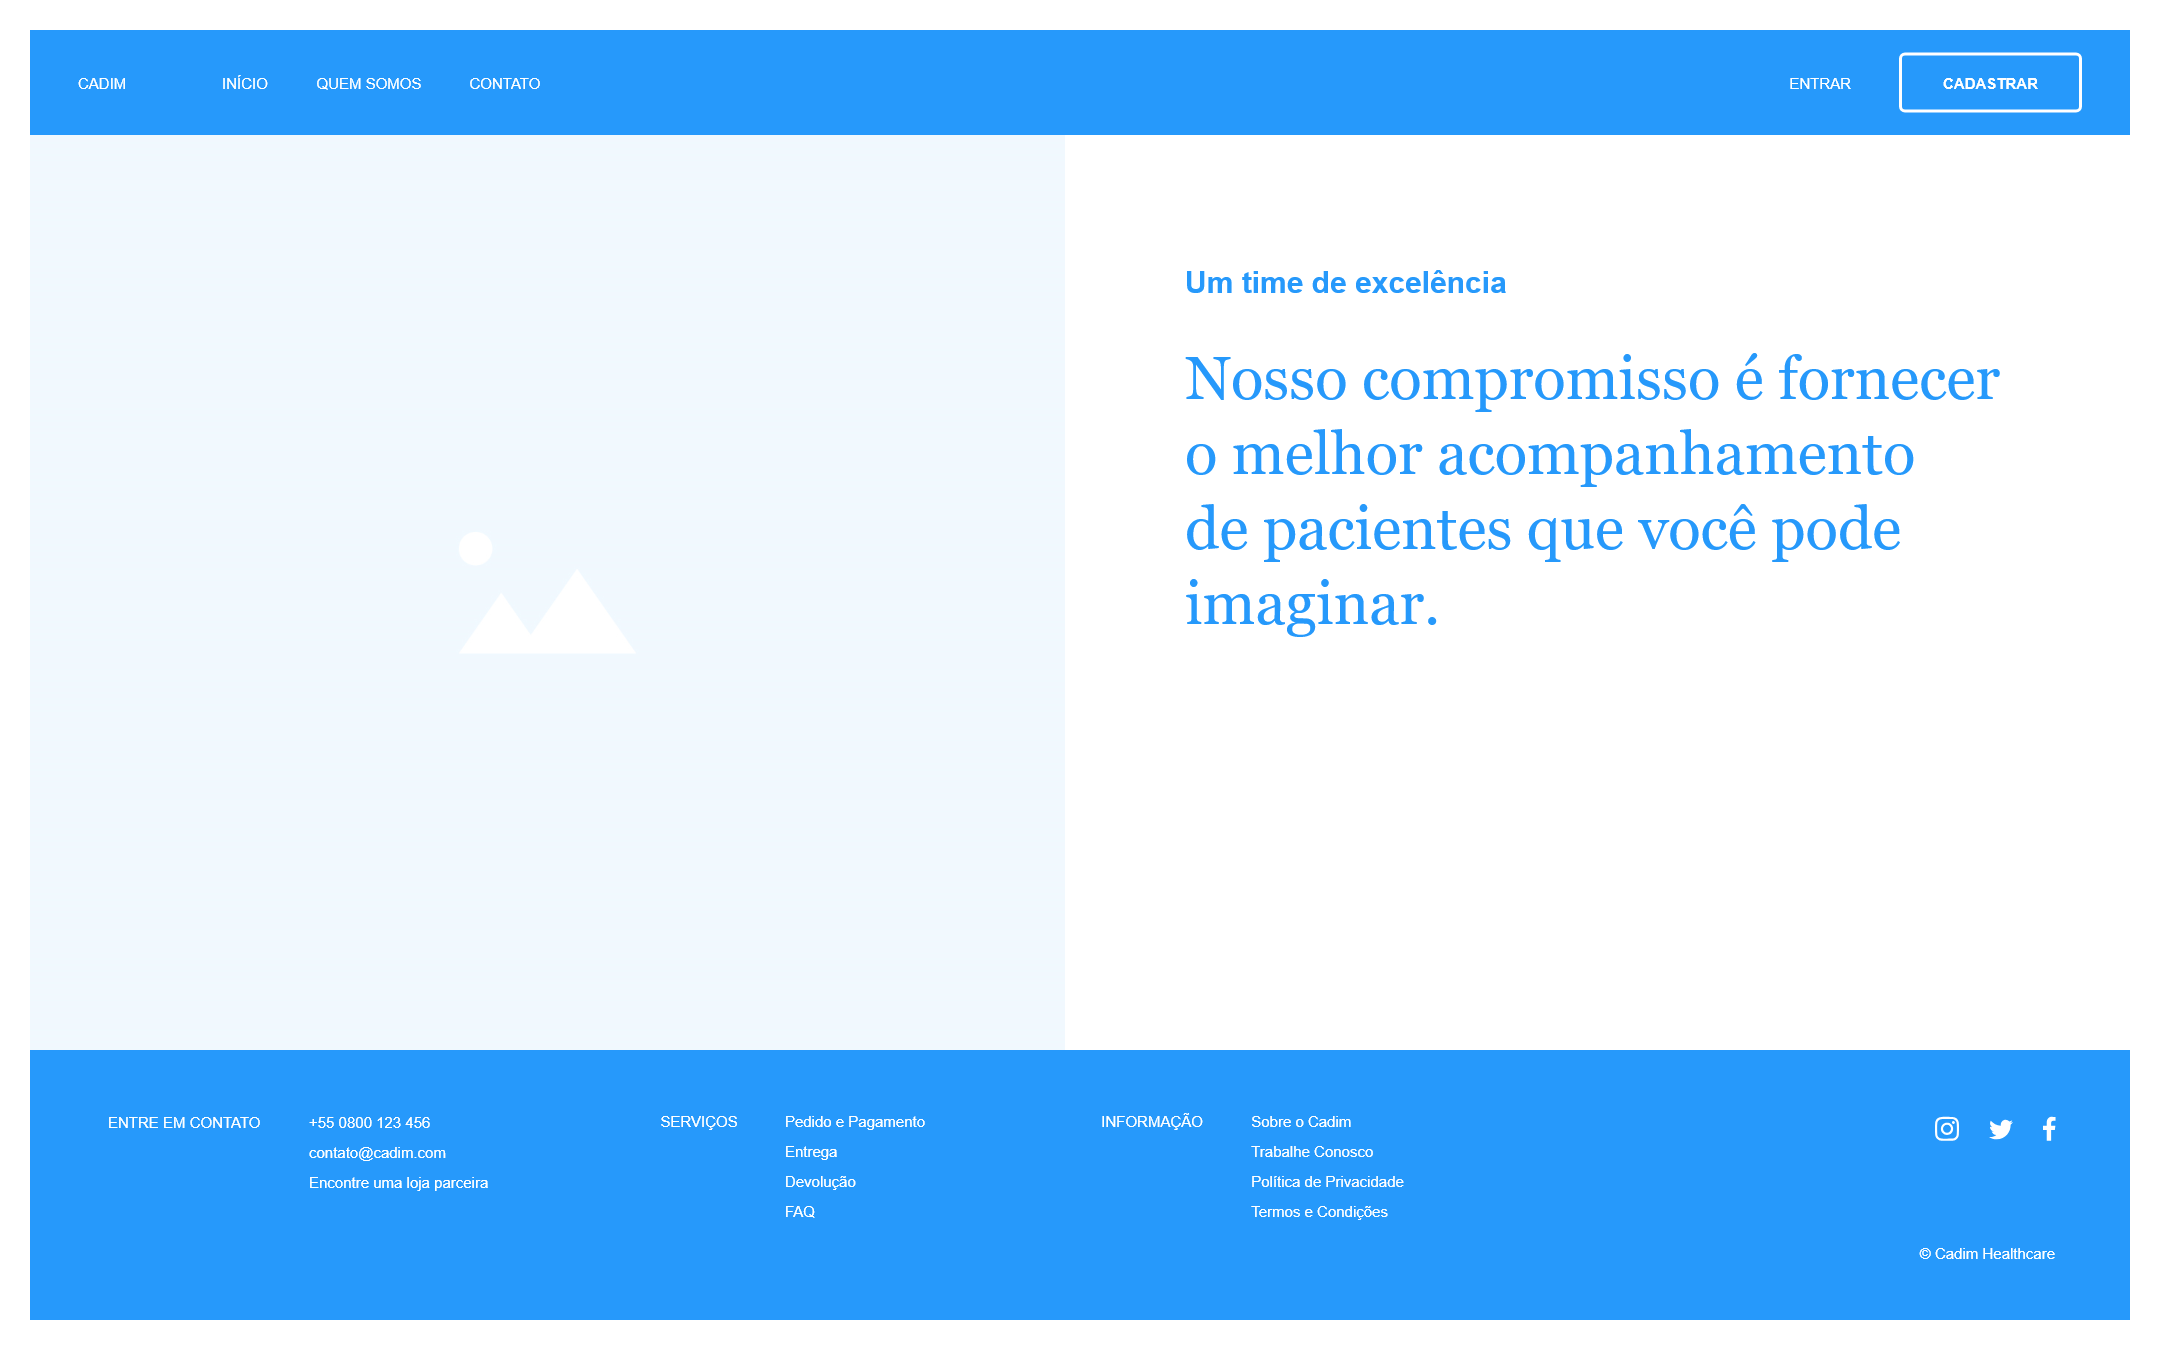 CADIM
INÍCIO
QUEM SOMOS
CONTATO
ENTRAR
CADASTRAR
Um time de excelência
Nosso compromisso é fornecer
o melhor acompanhamento
de pacientes que você pode
imaginar.
ENTRE EM CONTATO
+55 0800 123 456
contato@cadim.com
Encontre uma loja parceira
SERVIÇOS
Pedido e Pagamento
Entrega
Devolução
FAQ
INFORMAÇÃO
Sobre o Cadim
Trabalhe Conosco
Política de Privacidade
Termos e Condições
© Cadim Healthcare